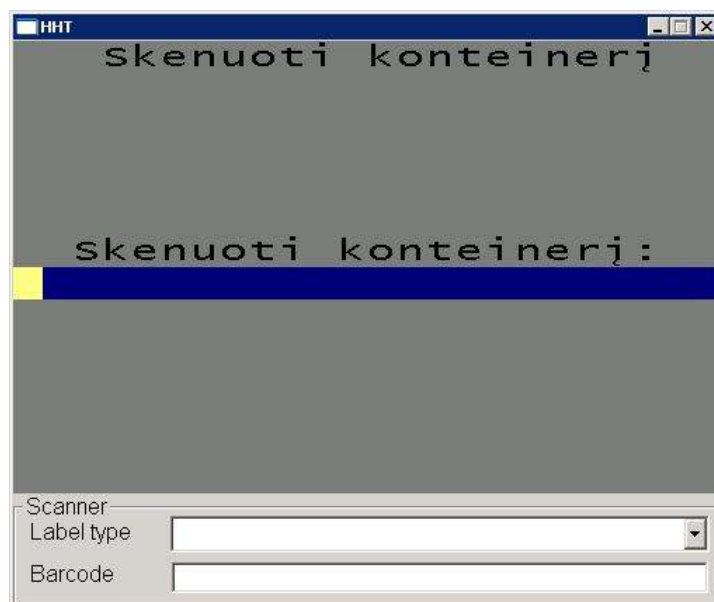 HHT
Skenuoti konteinerį
Skenuoti konteinerį:
Scanner
Label type
Barcode